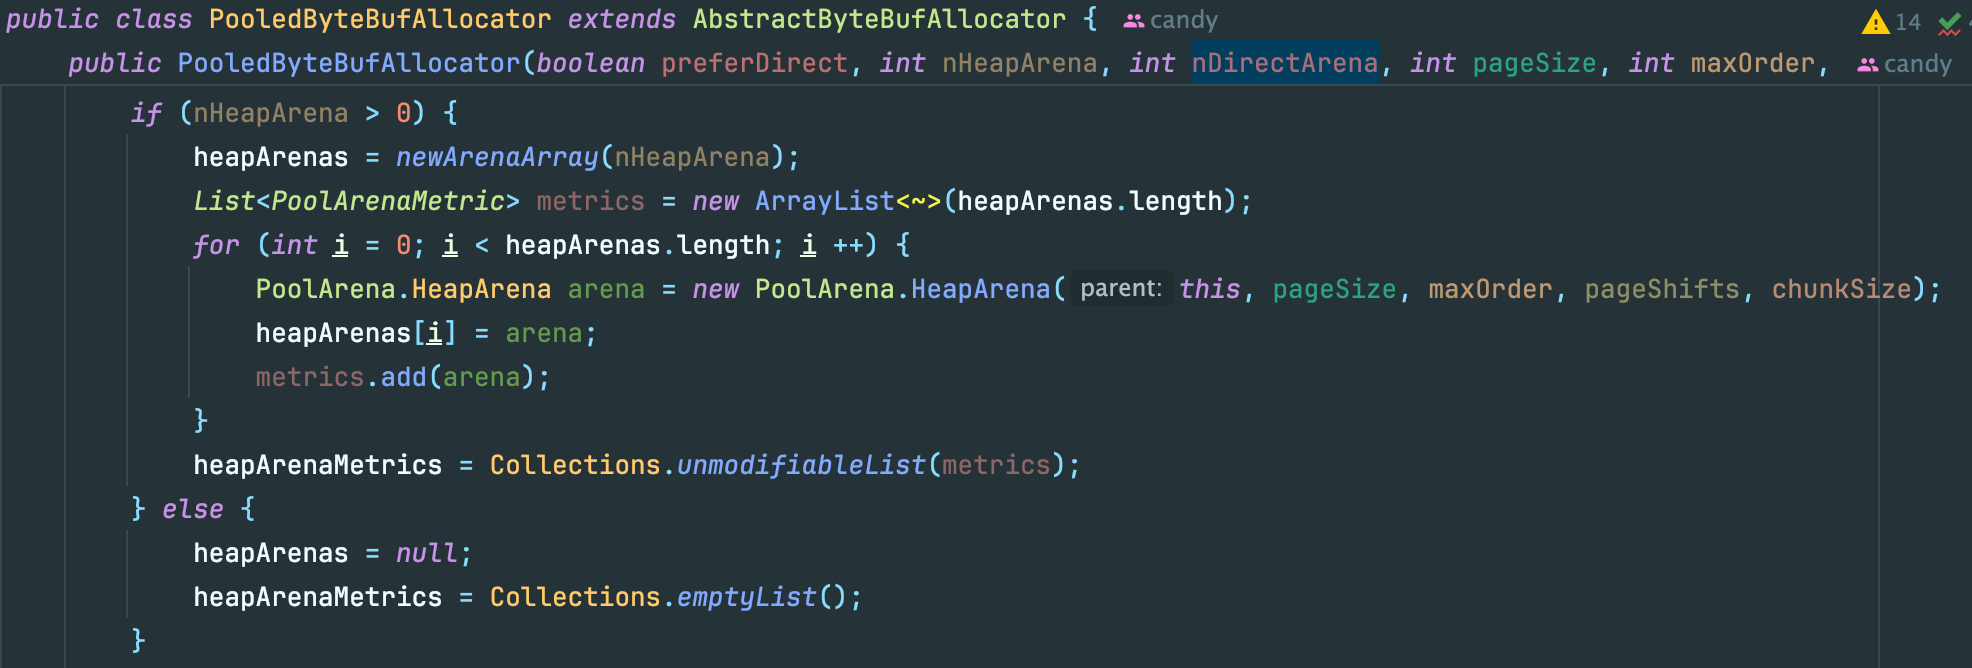 public class PooledByteBufAllocator extends AbstractByteBufAllocator { candy 14
public PooledByteBufAllocator(boolean preferDirect, int nHeapArena, int nDirectArena, int pageSize, int maxOrder, candy
if (nHeapArena > 0) {
heapArenas = newArenaArray(nHeapArena);
List<PoolArenaMetric> metrics = new ArrayList<~>(heapArenas.length);
for (int i = 0; i < heapArenas.length; i ++) {
PoolArena.HeapArena arena = new PoolArena.HeapArena( parent: this, pageSize, maxOrder, pageShifts, chunkSize);
heapArenas[i] = arena;
metrics.add(arena);
}
heapArenaMetrics = Collections.unmodifiableList(metrics);
} else {
heapArenas = null;
heapArenaMetrics = Collections.emptyList();
}